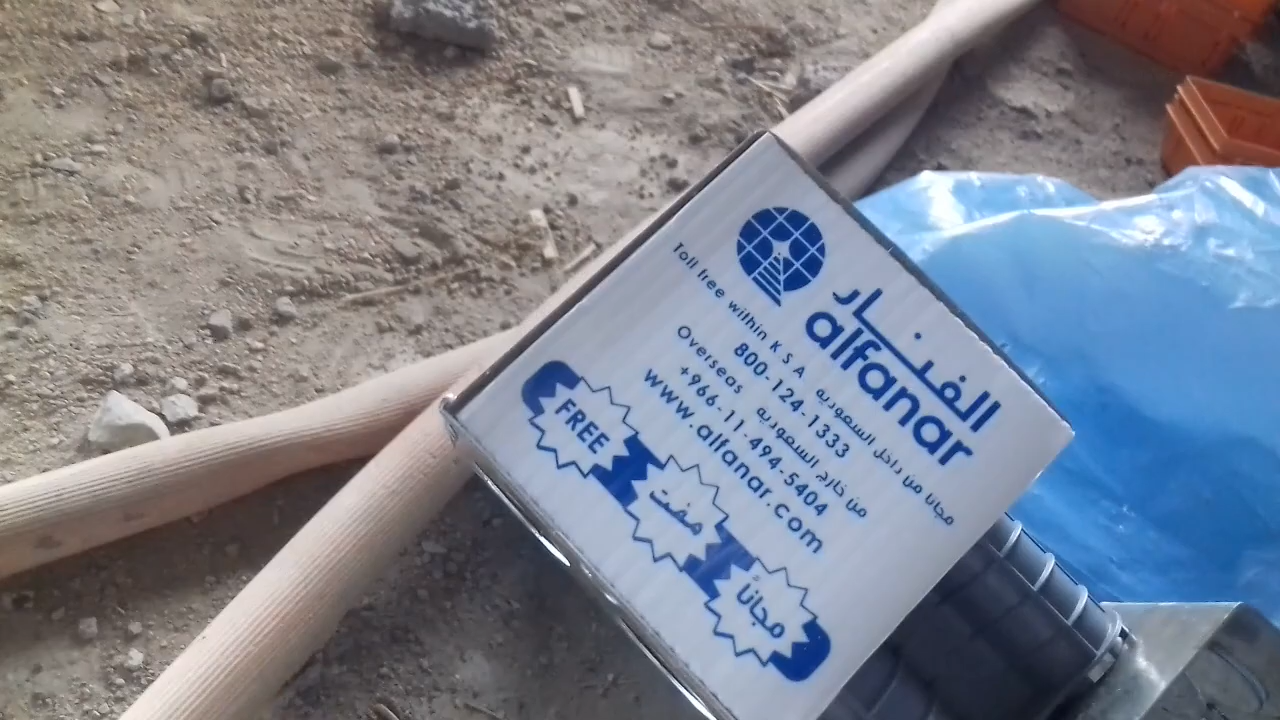 الفنار
alfanar
Toll free within K S A مجانا من داخل السعودية
800-124-1333
Overseas من خارج السعودية
+966-11-494-5404
www.alfanar.com
FREE
مفت
مجاناً